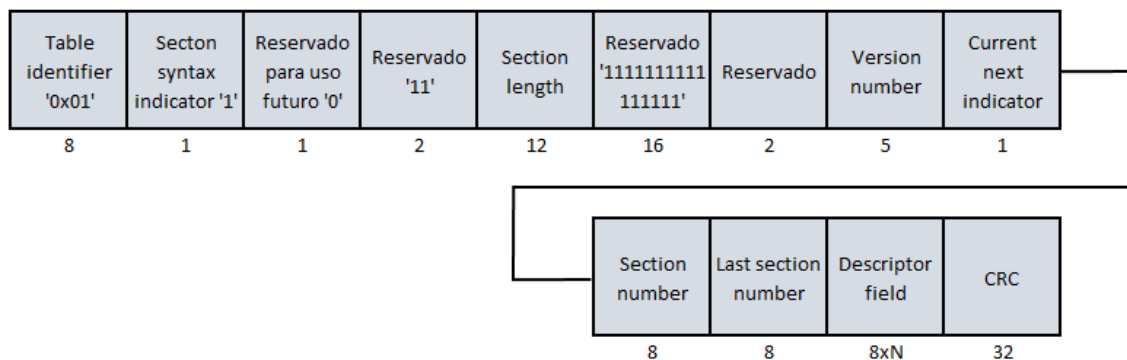 Table
identifier
'0x01'
Secton
syntax
indicator '1'
Reservado
para uso
futuro '0'
Reservado
'11'
Section
length
Reservado
'1111111111
111111'
Reservado
Version
number
Current
next
indicator
8
1
1
2
12
16
2
5
1
Section
number
Last section
number
Descriptor
field
CRC
8
8
8xN
32